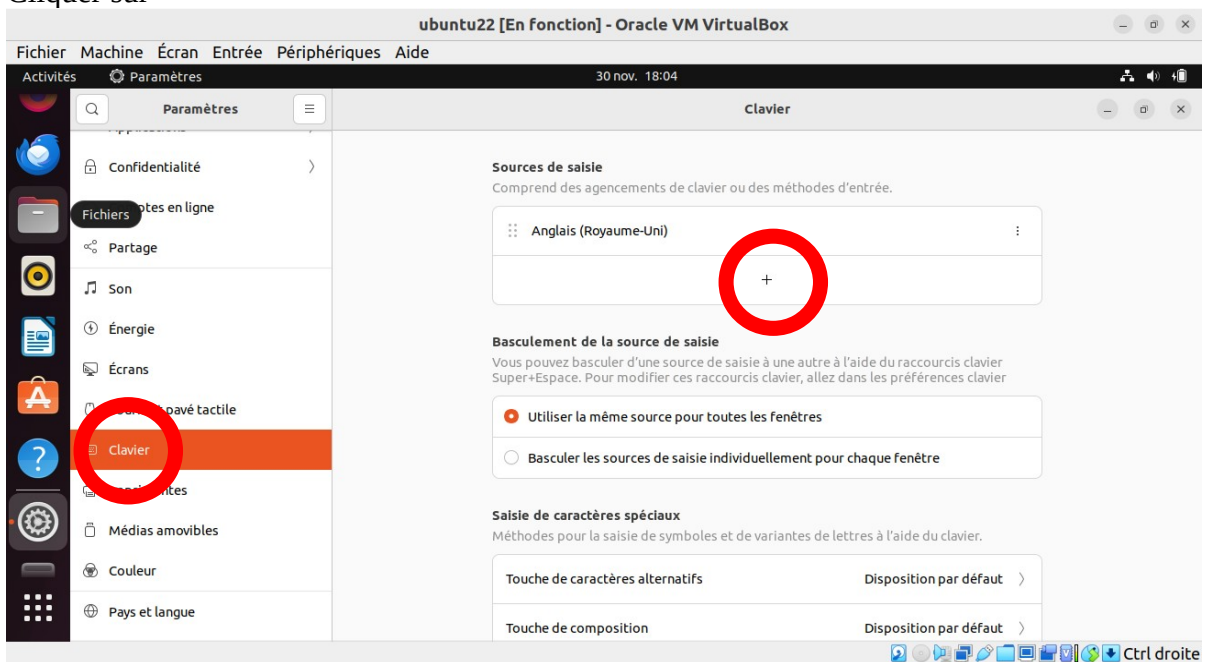 Cliquer sur
ubuntu22 [En fonction] - Oracle VM VirtualBox
Fichier Machine Écran Entrée Périphériques Aide
Activités Paramètres 30 nov. 18:04
Paramètres
Clavier
Confidentialité
Fichiers
en ligne
Partage
Son
Énergie
Écrans
pavé tactile
Clavier
Médias amovibles
Couleur
Pays et langue
Sources de saisie
Comprend des agencements de clavier ou des méthodes d'entrée.
Anglais (Royaume-Uni)
+
Basculement de la source de saisie
Vous pouvez basculer d'une source de saisie à une autre à l'aide du raccourcis clavier
Super+Espace. Pour modifier ces raccourcis clavier, allez dans les préférences clavier
Utiliser la même source pour toutes les fenêtres
Basculer les sources de saisie individuellement pour chaque fenêtre
Saisie de caractères spéciaux
Méthodes pour la saisie de symboles et de variantes de lettres à l'aide du clavier.
Touche de caractères alternatifs Disposition par défaut
Touche de composition Disposition par défaut
Ctrl droite